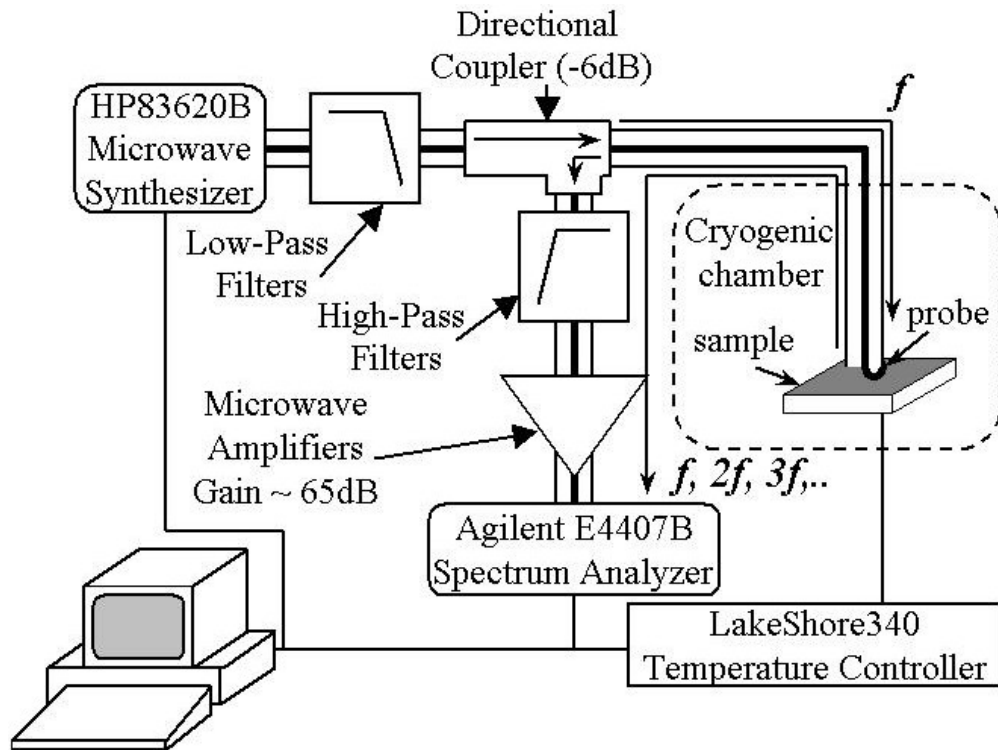 Directional
Coupler (-6dB)
f
HP83620B
Microwave
Synthesizer
Low-Pass
Filters
Cryogenic
chamber
High-Pass
Filters
probe
sample
Microwave
Amplifiers
Gain ~ 65dB
f, 2f, 3f,..
Agilent E4407B
Spectrum Analyzer
LakeShore340
Temperature Controller